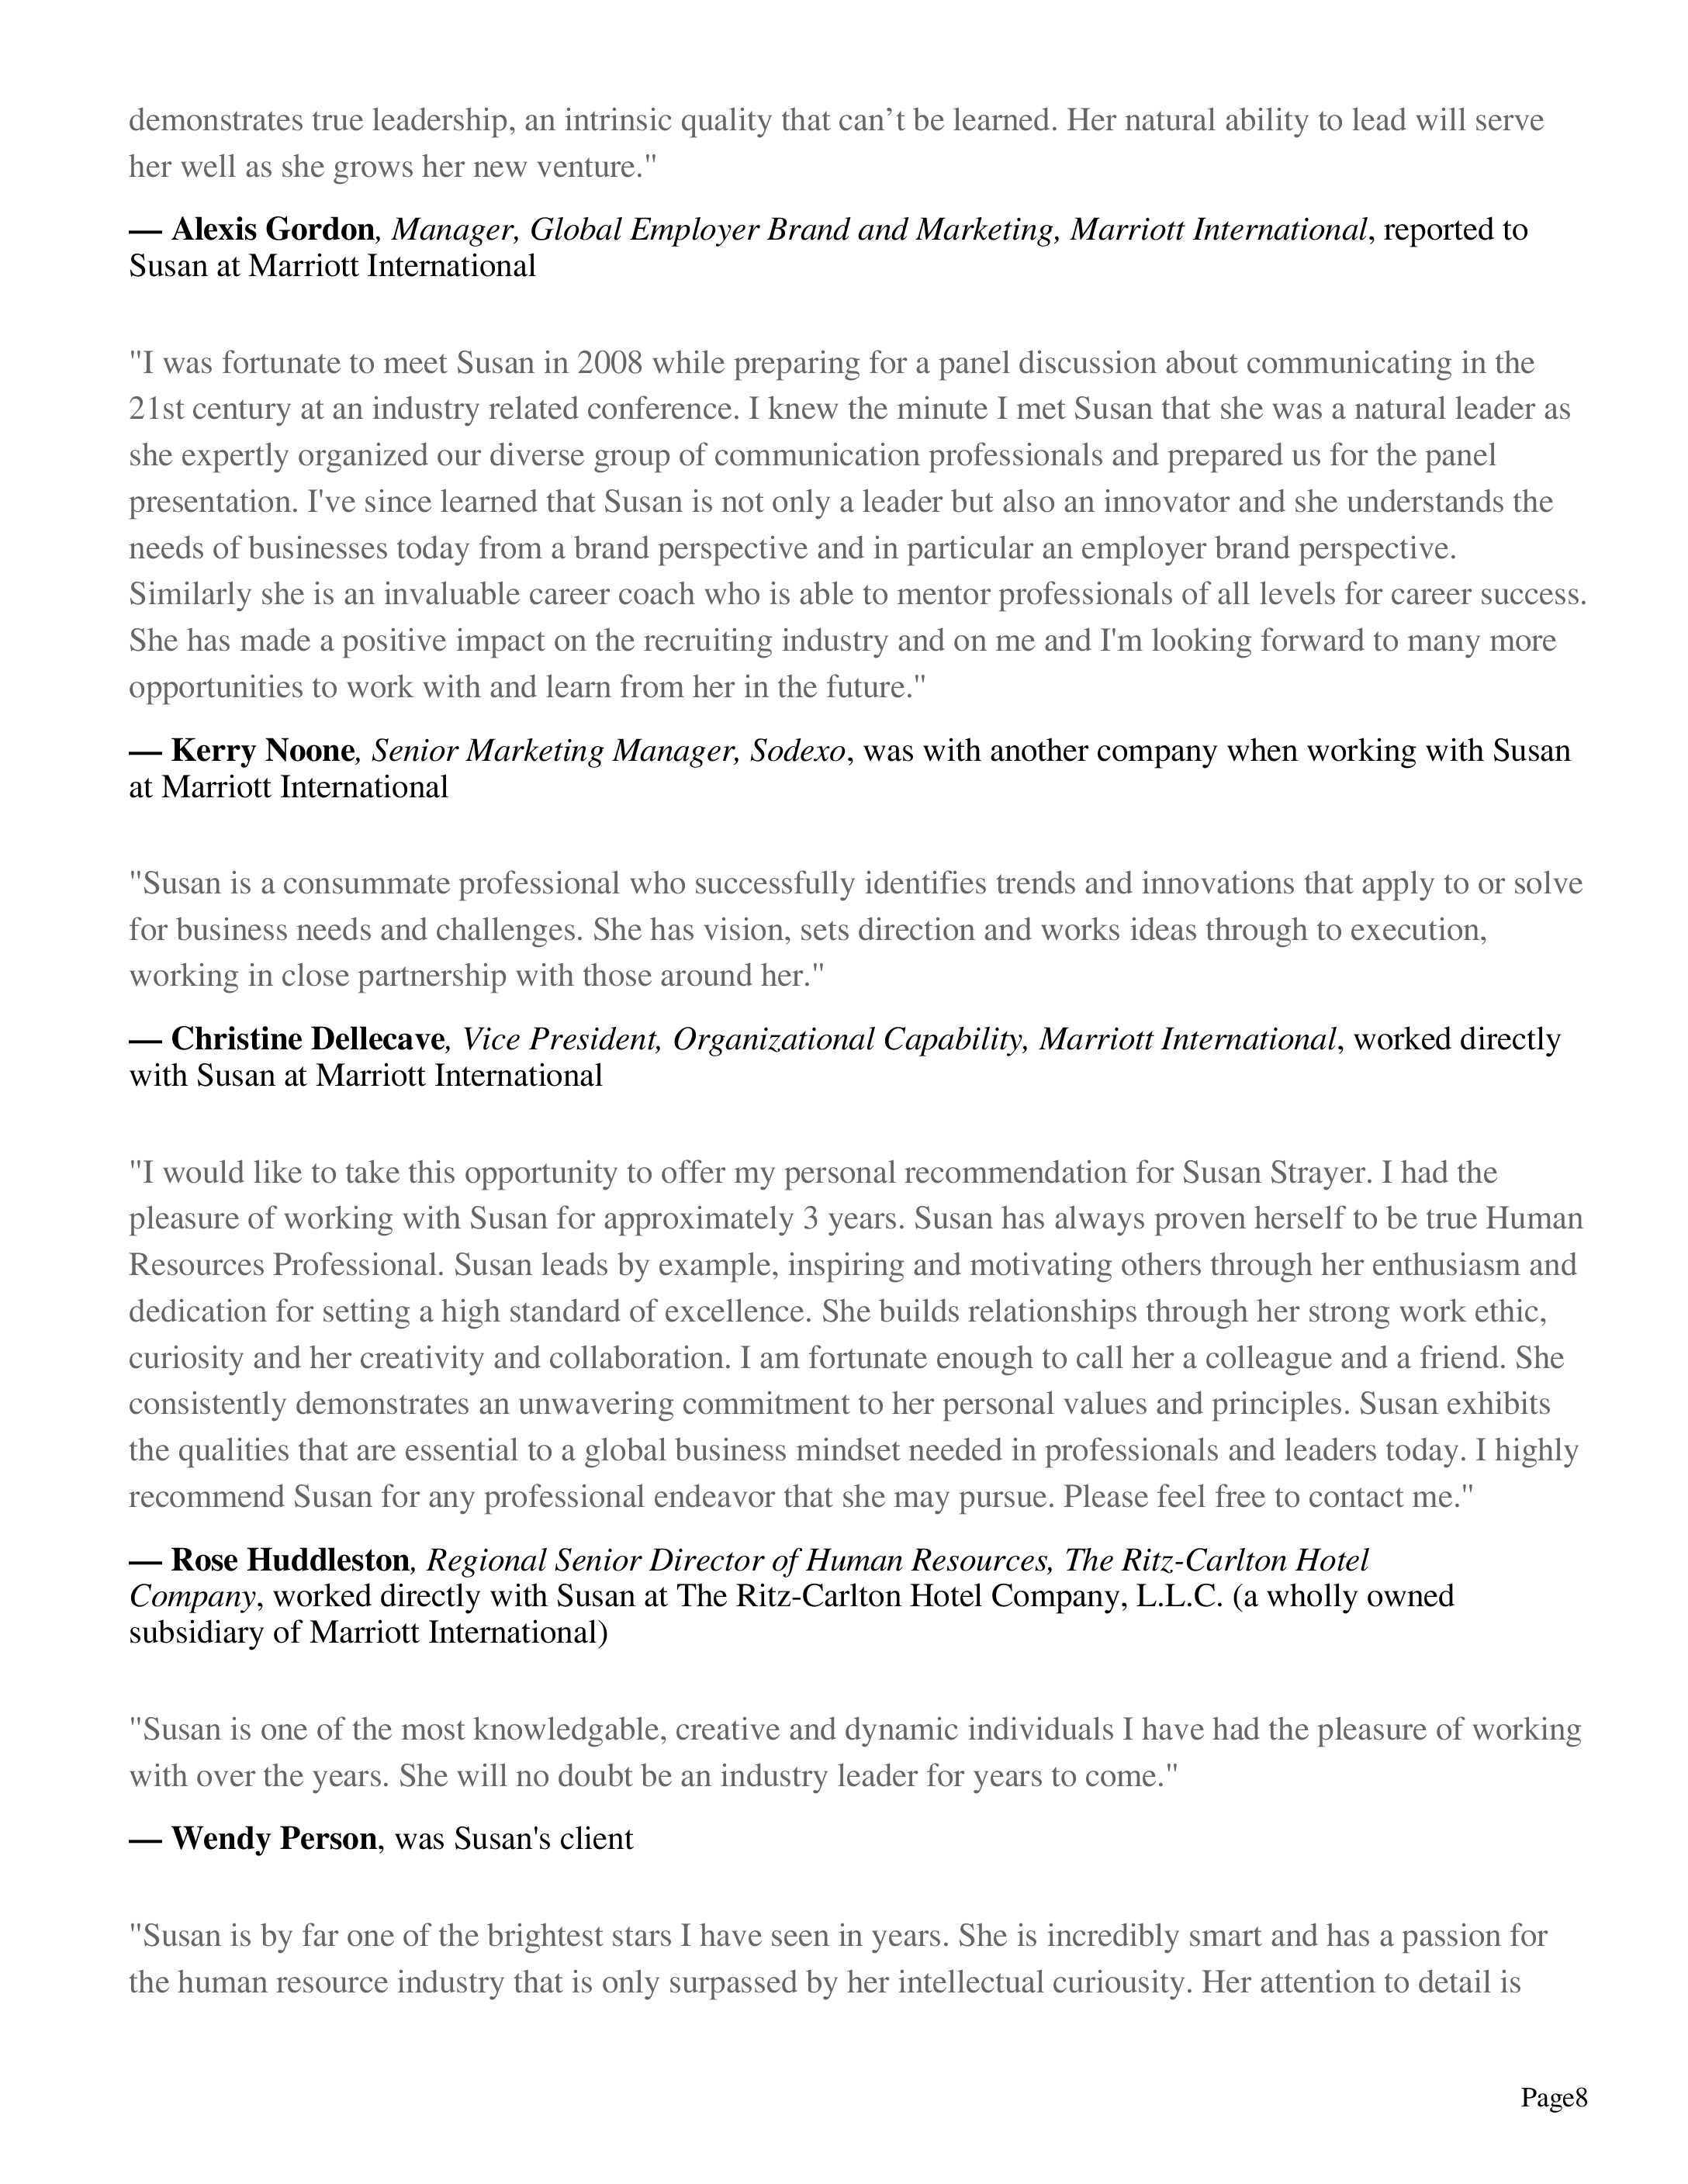 demonstrates true leadership, an intrinsic quality that can’t be learned. Her natural ability to lead will serve
her well as she grows her new venture."
— Alexis Gordon, Manager, Global Employer Brand and Marketing, Marriott International, reported to
Susan at Marriott International
"I was fortunate to meet Susan in 2008 while preparing for a panel discussion about communicating in the
21st century at an industry related conference. I knew the minute I met Susan that she was a natural leader as
she expertly organized our diverse group of communication professionals and prepared us for the panel
presentation. I've since learned that Susan is not only a leader but also an innovator and she understands the
needs of businesses today from a brand perspective and in particular an employer brand perspective.
Similarly she is an invaluable career coach who is able to mentor professionals of all levels for career success.
She has made a positive impact on the recruiting industry and on me and I'm looking forward to many more
opportunities to work with and learn from her in the future."
— Kerry Noone, Senior Marketing Manager, Sodexo, was with another company when working with Susan
at Marriott International
"Susan is a consummate professional who successfully identifies trends and innovations that apply to or solve
for business needs and challenges. She has vision, sets direction and works ideas through to execution,
working in close partnership with those around her."
— Christine Dellecave, Vice President, Organizational Capability, Marriott International, worked directly
with Susan at Marriott International
"I would like to take this opportunity to offer my personal recommendation for Susan Strayer. I had the
pleasure of working with Susan for approximately 3 years. Susan has always proven herself to be true Human
Resources Professional. Susan leads by example, inspiring and motivating others through her enthusiasm and
dedication for setting a high standard of excellence. She builds relationships through her strong work ethic,
curiosity and her creativity and collaboration. I am fortunate enough to call her a colleague and a friend. She
consistently demonstrates an unwavering commitment to her personal values and principles. Susan exhibits
the qualities that are essential to a global business mindset needed in professionals and leaders today. I highly
recommend Susan for any professional endeavor that she may pursue. Please feel free to contact me."
— Rose Huddleston, Regional Senior Director of Human Resources, The Ritz-Carlton Hotel
Company, worked directly with Susan at The Ritz-Carlton Hotel Company, L.L.C. (a wholly owned
subsidiary of Marriott International)
"Susan is one of the most knowledgable, creative and dynamic individuals I have had the pleasure of working
with over the years. She will no doubt be an industry leader for years to come."
— Wendy Person, was Susan's client
"Susan is by far one of the brightest stars I have seen in years. She is incredibly smart and has a passion for
the human resource industry that is only surpassed by her intellectual curiousity. Her attention to detail is
Page8